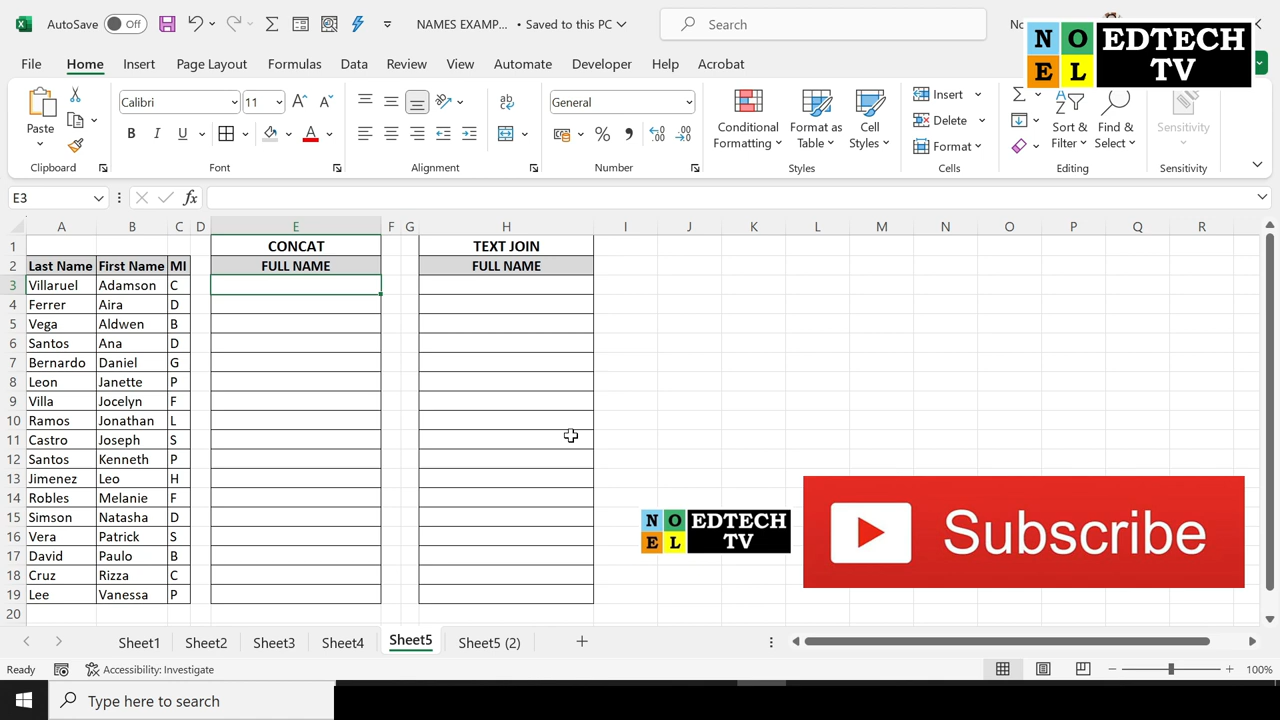 AutoSave Off NAMES EXAMP... • Saved to this PC Search No
N O E L EDTECH TV
File Home Insert Draw Page Layout Formulas Data Review View Automate Developer Help Acrobat
Paste Calibri 11 General Conditional Formatting Format as Table Cell Styles Insert Delete Format Sort & Filter Find & Select Sensitivity
Clipboard Font Alignment Number Styles Cells Editing Sensitivity
E3 fx
A B C D E F G H I J K L M N O P Q R
1 CONCAT TEXT JOIN
2 Last Name First Name MI FULL NAME FULL NAME
3 Villaruel Adamson C
4 Ferrer Aira D
5 Vega Aldwen B
6 Santos Ana D
7 Bernardo Daniel G
8 Leon Janette P
9 Villa Jocelyn F
10 Ramos Jonathan L
11 Castro Joseph S
12 Santos Kenneth P
13 Jimenez Leo H
14 Robles Melanie F
15 Simson Natasha D
16 Vera Patrick S
17 David Paulo B
18 Cruz Rizza C
19 Lee Vanessa P
20
N O E L EDTECH TV
Subscribe
Sheet1 Sheet2 Sheet3 Sheet4 Sheet5 Sheet5 (2)
Ready Accessibility: Investigate 100%
Type here to search